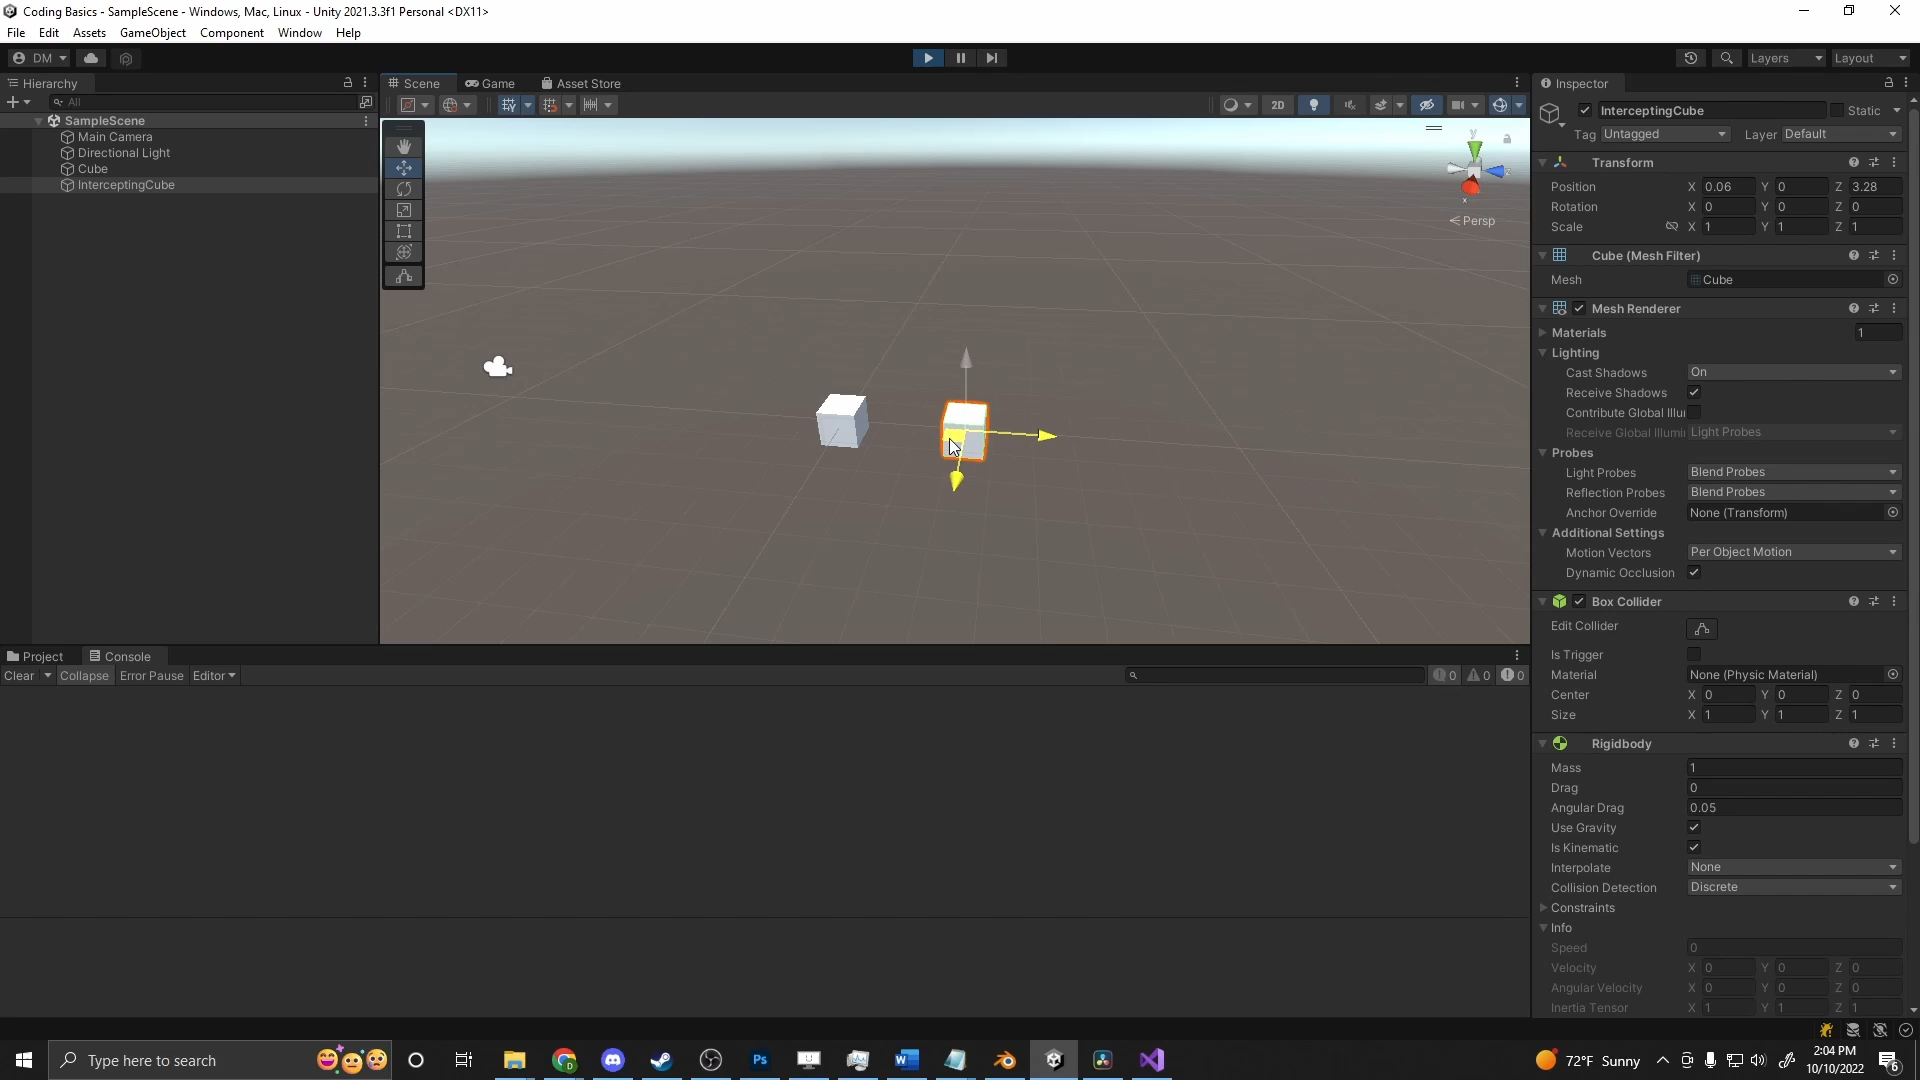 Coding Basics - SampleScene - Windows, Mac, Linux - Unity 2021.3.3f1 Personal <DX11>
File Edit Assets GameObject Component Window Help
DM Layers Layout
Hierarchy Scene Game Asset Store Inspector
All 2D
SampleScene
Main Camera
Directional Light
Cube
InterceptingCube
y
z
x
Persp
InterceptingCube Static
Tag Untagged Layer Default
Transform
Position X 0.06 Y 0 Z 3.28
Rotation X 0 Y 0 Z 0
Scale X 1 Y 1 Z 1
Cube (Mesh Filter)
Mesh Cube
Mesh Renderer
Materials 1
Lighting
Cast Shadows On
Receive Shadows
Contribute Global Illu
Receive Global Illumi Light Probes
Probes
Light Probes Blend Probes
Reflection Probes Blend Probes
Anchor Override None (Transform)
Additional Settings
Motion Vectors Per Object Motion
Dynamic Occlusion
Box Collider
Edit Collider
Is Trigger
Material None (Physic Material)
Center X 0 Y 0 Z 0
Size X 1 Y 1 Z 1
Rigidbody
Mass 1
Drag 0
Angular Drag 0.05
Use Gravity
Is Kinematic
Interpolate None
Collision Detection Discrete
Constraints
Info
Speed 0
Velocity X 0 Y 0 Z 0
Angular Velocity X 0 Y 0 Z 0
Inertia Tensor X 1 Y 1 Z 1
Project Console
Clear Collapse Error Pause Editor 0 0 0
Type here to search
72°F Sunny
2:04 PM
10/10/2022
6